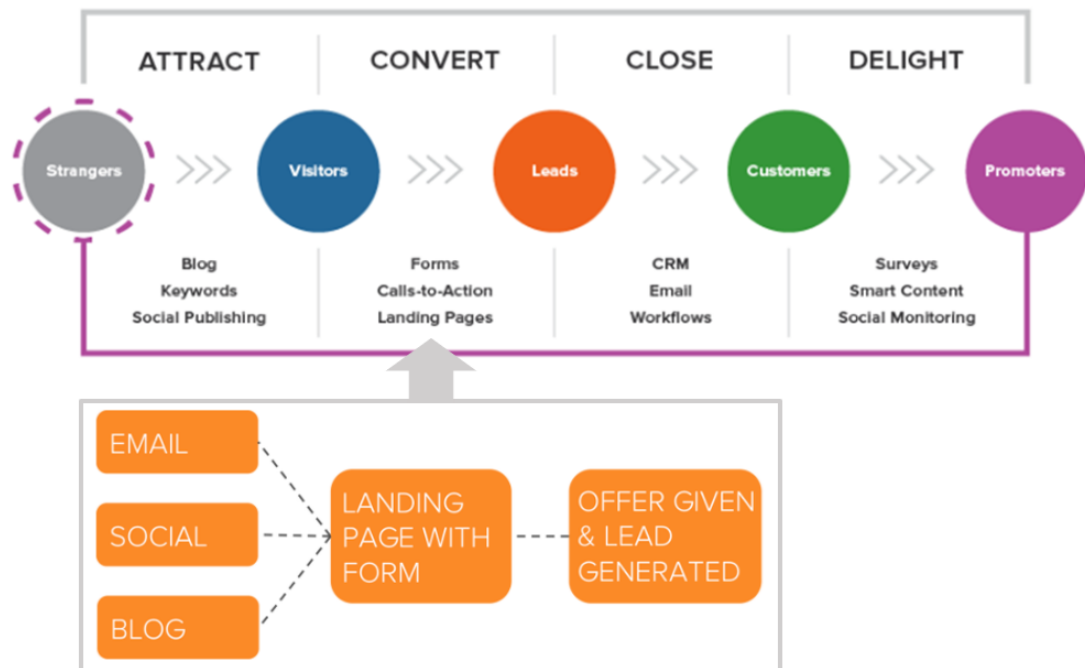 ATTRACT
CONVERT
CLOSE
DELIGHT
Strangers
Visitors
Leads
Customers
Promoters
Blog
Keywords
Social Publishing
Forms
Calls-to-Action
Landing Pages
CRM
Email
Workflows
Surveys
Smart Content
Social Monitoring
EMAIL
SOCIAL
BLOG
LANDING
PAGE WITH
FORM
OFFER GIVEN
& LEAD
GENERATED